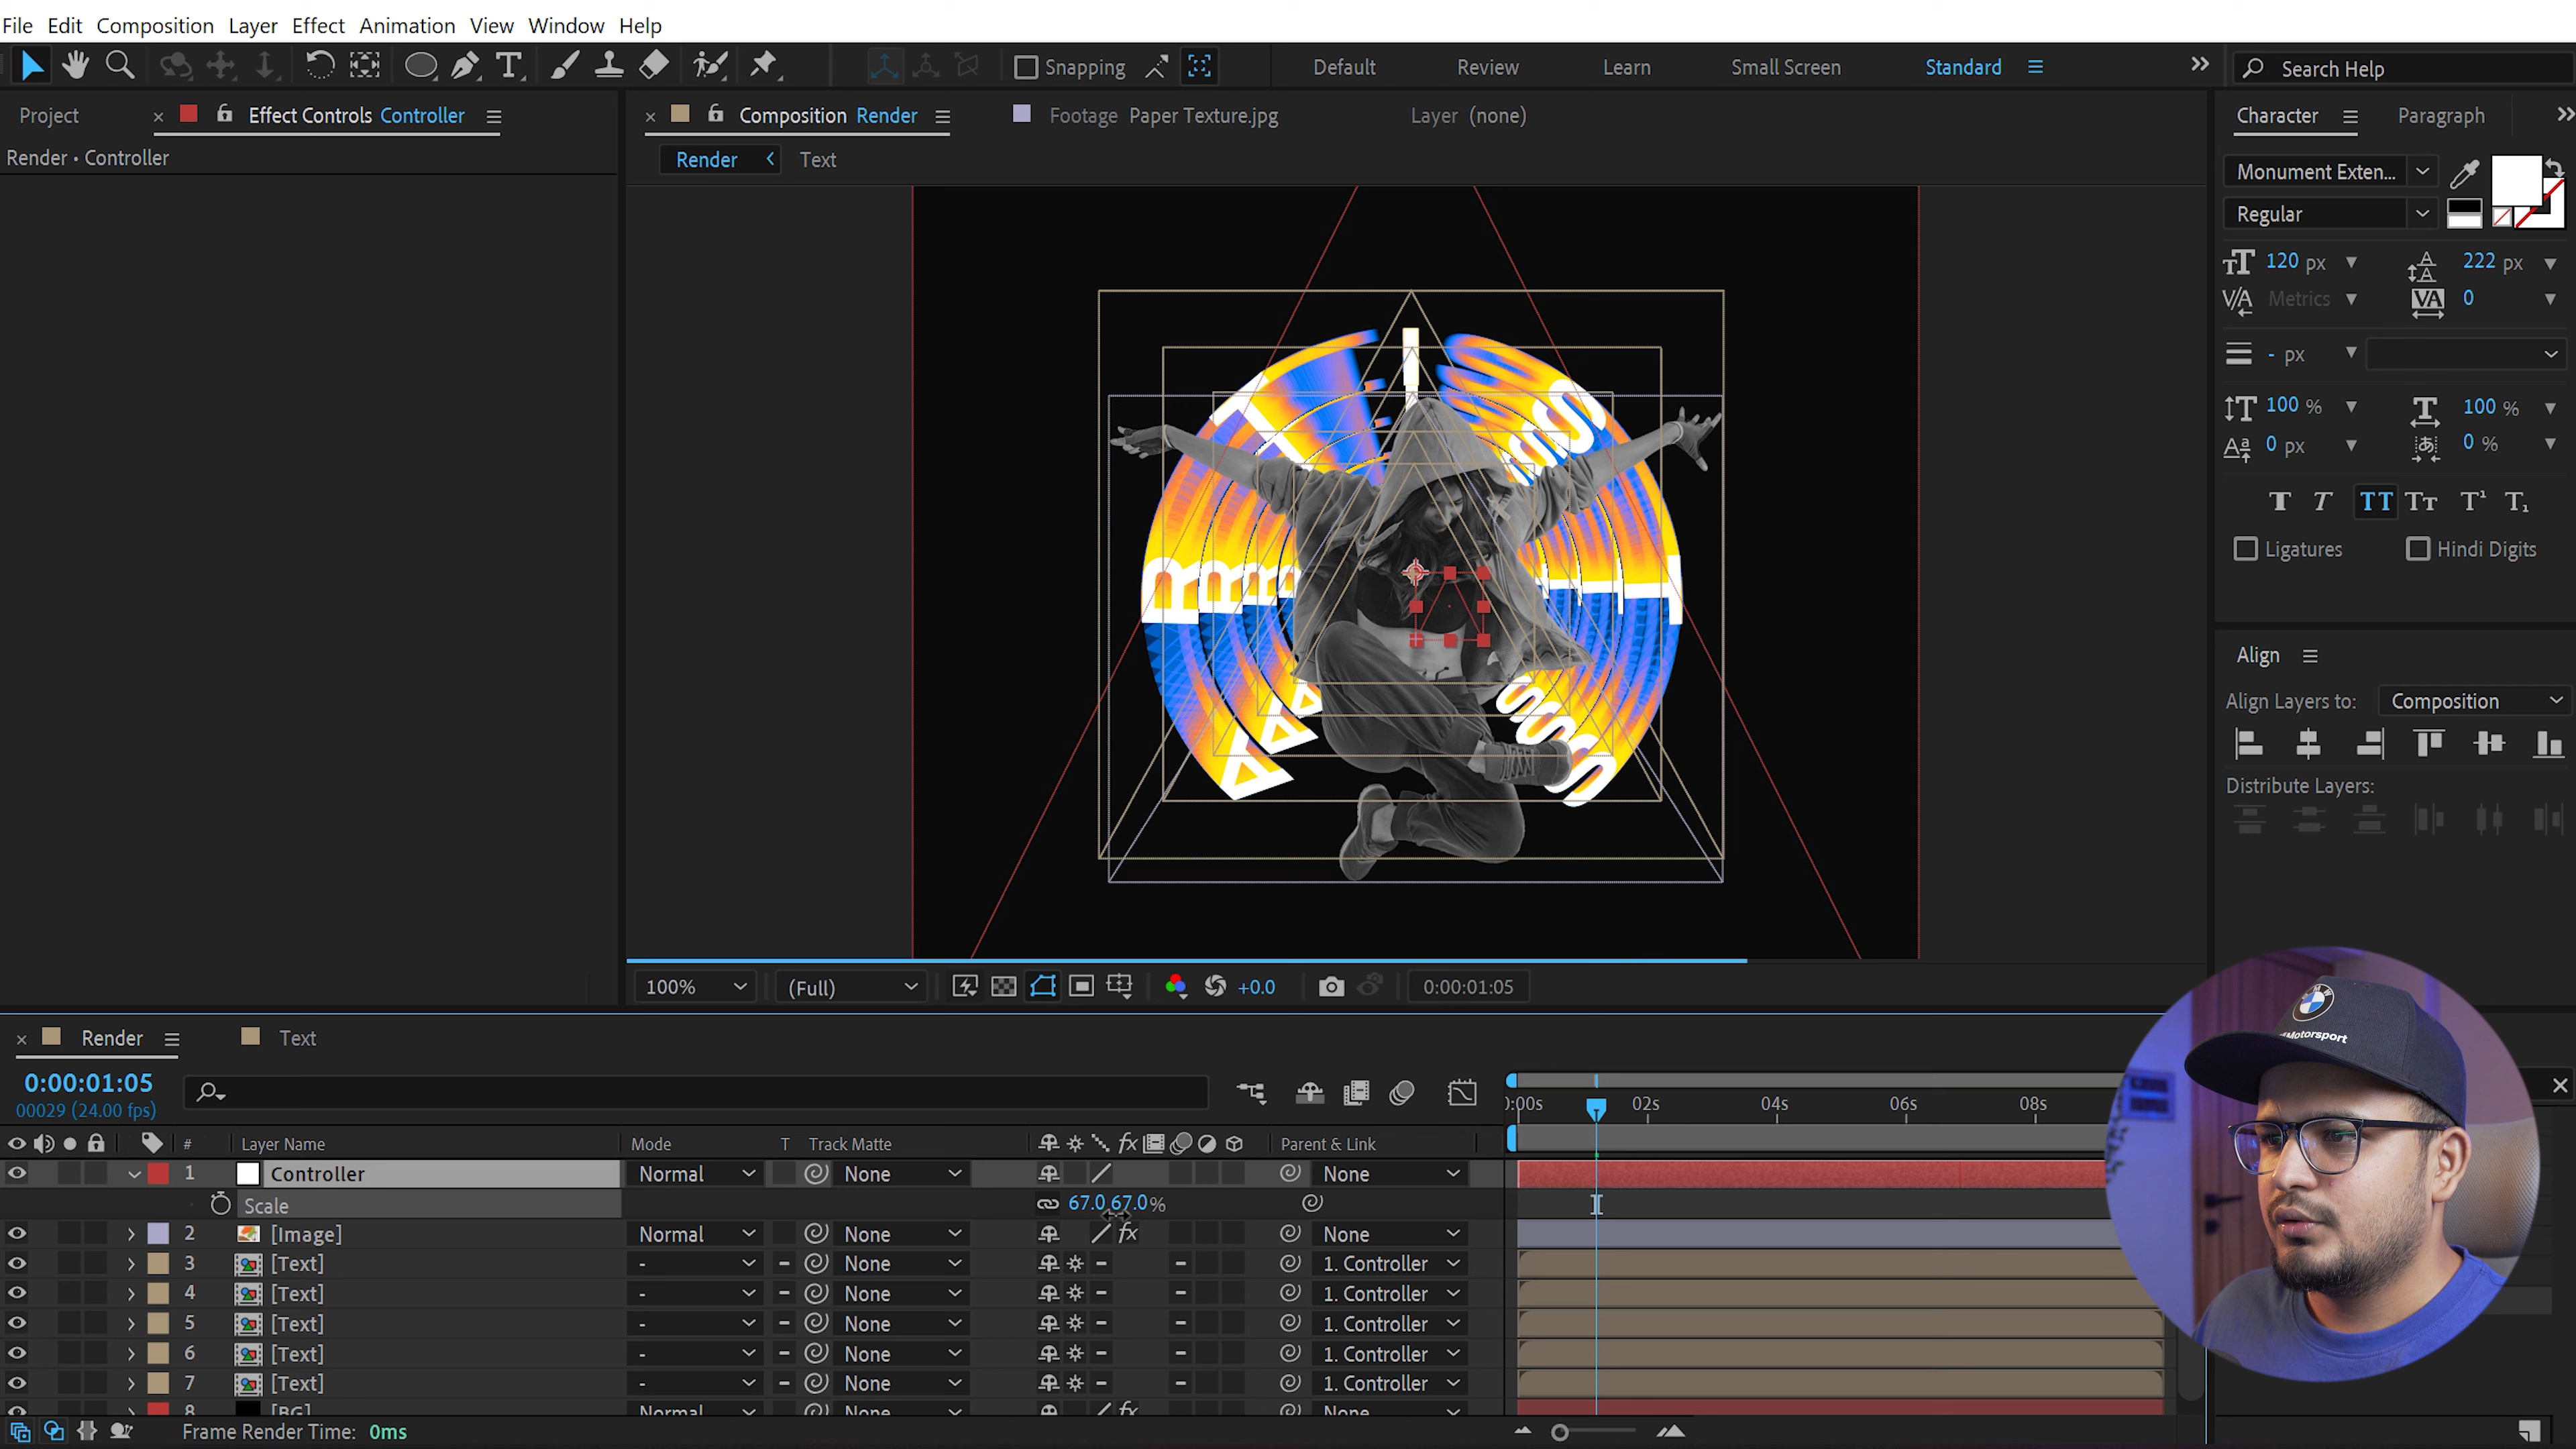 File Edit Composition Layer Effect Animation View Window Help
Snapping Default Review Learn Small Screen Standard Search Help
Project Effect Controls Controller Composition Render Footage Paper Texture.jpg Layer (none) Character Paragraph
Render • Controller
Render Text
Monument Exten...
Regular
120 px 222 px
Metrics 0
- px
100 % 100 %
0 px 0 %
Ligatures Hindi Digits
Align
Align Layers to: Composition
Distribute Layers:
100% (Full) +0.0 0:00:01:05
Render Text
0:00:01:05
00029 (24.00 fps)
0:00s 02s 04s 06s 08s
# Layer Name Mode T Track Matte Parent & Link
1 Controller Normal None None
Scale 67.0,67.0%
2 [Image] Normal None None
3 [Text] - None 1. Controller
4 [Text] - None 1. Controller
5 [Text] - None 1. Controller
6 [Text] - None 1. Controller
7 [Text] - None 1. Controller
8 [BG] Normal None None
Frame Render Time: 0ms
BMW
Motorsport